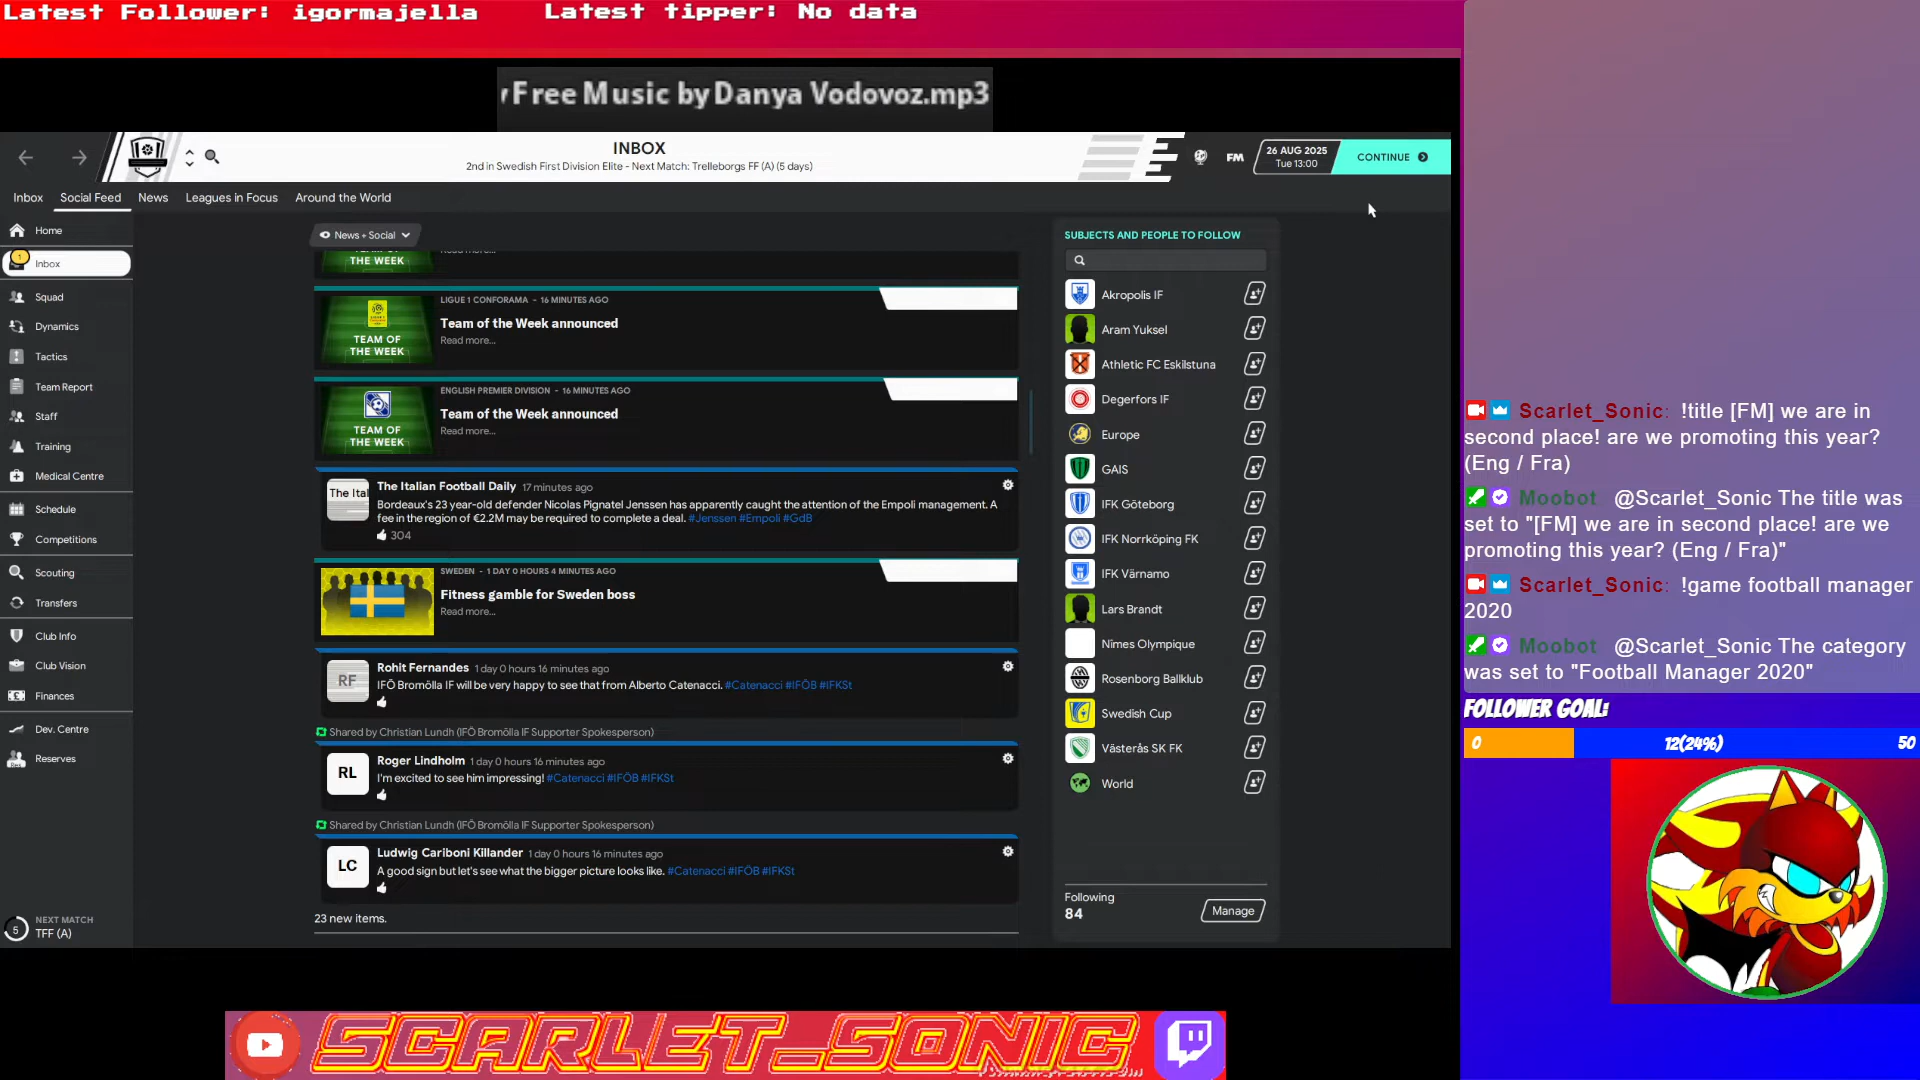 Latest Follower: igormajella    Latest tipper: No data
Free Music by Danya Vodovoz.mp3
INBOX
2nd in Swedish First Division Elite - Next Match: Trelleborgs FF (A) (5 days)
FM
26 AUG 2025
Tue 13:00
CONTINUE
Inbox
Social Feed
News
Leagues in Focus
Around the World
Home
1
Inbox
Squad
Dynamics
Tactics
Team Report
Staff
Training
Medical Centre
Schedule
Competitions
Scouting
Transfers
Club Info
Club Vision
Finances
Dev. Centre
Reserves
5
NEXT MATCH
TFF (A)
News + Social
THE WEEK
LIGUE 1 CONFORAMA - 16 MINUTES AGO
Team of the Week announced
Read more...
TEAM OF
THE WEEK
ENGLISH PREMIER DIVISION - 16 MINUTES AGO
Team of the Week announced
Read more...
TEAM OF
THE WEEK
The Ital
The Italian Football Daily 17 minutes ago
Bordeaux's 23 year-old defender Nicolas Pignatel Jenssen has apparently caught the attention of the Empoli management. A
fee in the region of €2.2M may be required to complete a deal. #Jenssen #Empoli #GdB
304
SWEDEN - 1 DAY 0 HOURS 4 MINUTES AGO
Fitness gamble for Sweden boss
Read more...
RF
Rohit Fernandes 1 day 0 hours 16 minutes ago
IFÖ Bromölla IF will be very happy to see that from Alberto Catenacci. #Catenacci #IFÖB #IFKSt
Shared by Christian Lundh (IFÖ Bromölla IF Supporter Spokesperson)
RL
Roger Lindholm 1 day 0 hours 16 minutes ago
I'm excited to see him impressing! #Catenacci #IFÖB #IFKSt
Shared by Christian Lundh (IFÖ Bromölla IF Supporter Spokesperson)
LC
Ludwig Cariboni Killander 1 day 0 hours 16 minutes ago
A good sign but let's see what the bigger picture looks like. #Catenacci #IFÖB #IFKSt
23 new items.
SUBJECTS AND PEOPLE TO FOLLOW
Akropolis IF
Aram Yuksel
Athletic FC Eskilstuna
Degerfors IF
Europe
GAIS
IFK Göteborg
IFK Norrköping FK
IFK Värnamo
Lars Brandt
Nîmes Olympique
Rosenborg Ballklub
Swedish Cup
Västerås SK FK
World
Following
84
Manage
Scarlet_Sonic: !title [FM] we are in
second place! are we promoting this year?
(Eng / Fra)
Moobot @Scarlet_Sonic The title was
set to "[FM] we are in second place! are we
promoting this year? (Eng / Fra)"
Scarlet_Sonic: !game football manager
2020
Moobot @Scarlet_Sonic The category
was set to "Football Manager 2020"
FOLLOWER GOAL:
0 12(24%) 50
SCARLET_SONIC